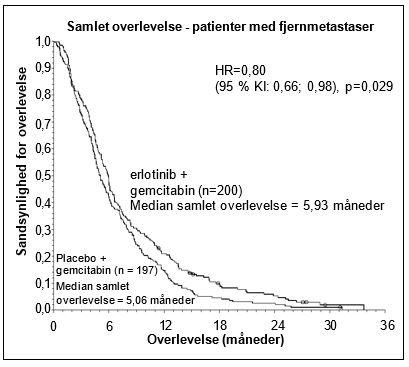 Samlet overlevelse - patienter med fjernmetastaser
HR=0,80
(95 % KI: 0,66; 0,98), p=0,029
erlotinib +
gemcitabin (n=200)
Median samlet overlevelse = 5,93 måneder
Placebo +
gemcitabin (n = 197)
Median samlet
overlevelse = 5,06 måneder
Sandsynlighed for overlevelse
1,0
0,9
0,8
0,7
0,6
0,5
0,4
0,3
0,2
0,1
0,0
0 6 12 18 24 30 36
Overlevelse (måneder)